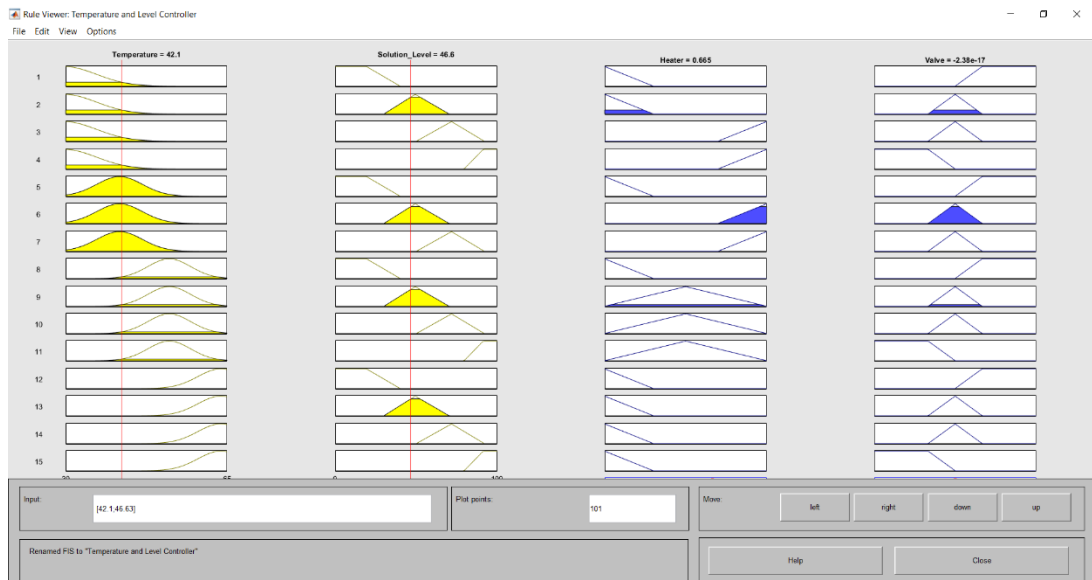 Rule Viewer: Temperature and Level Controller
File Edit View Options
Temperature = 42.1
Solution_Level = 46.6
Heater = 0.665
Valve = -2.38e-17
1
2
3
4
5
6
7
8
9
10
11
12
13
14
15
Input:
[42.1;46.63]
Plot points:
101
Move:
left
right
down
up
Renamed FIS to "Temperature and Level Controller"
Help
Close